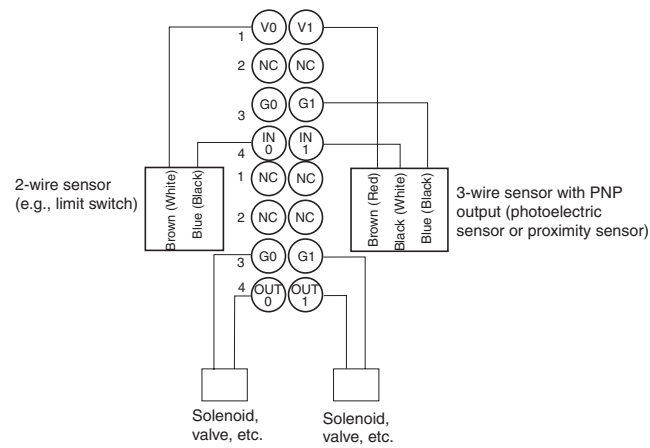 1 V0 V1
2 NC NC
3 G0 G1
4 IN 0 IN 1
1 NC NC
2 NC NC
3 G0 G1
4 OUT 0 OUT 1
2-wire sensor
(e.g., limit switch)
Brown (White)
Blue (Black)
Brown (Red)
Black (White)
Blue (Black)
3-wire sensor with PNP
output (photoelectric
sensor or proximity sensor)
Solenoid,
valve, etc.
Solenoid,
valve, etc.